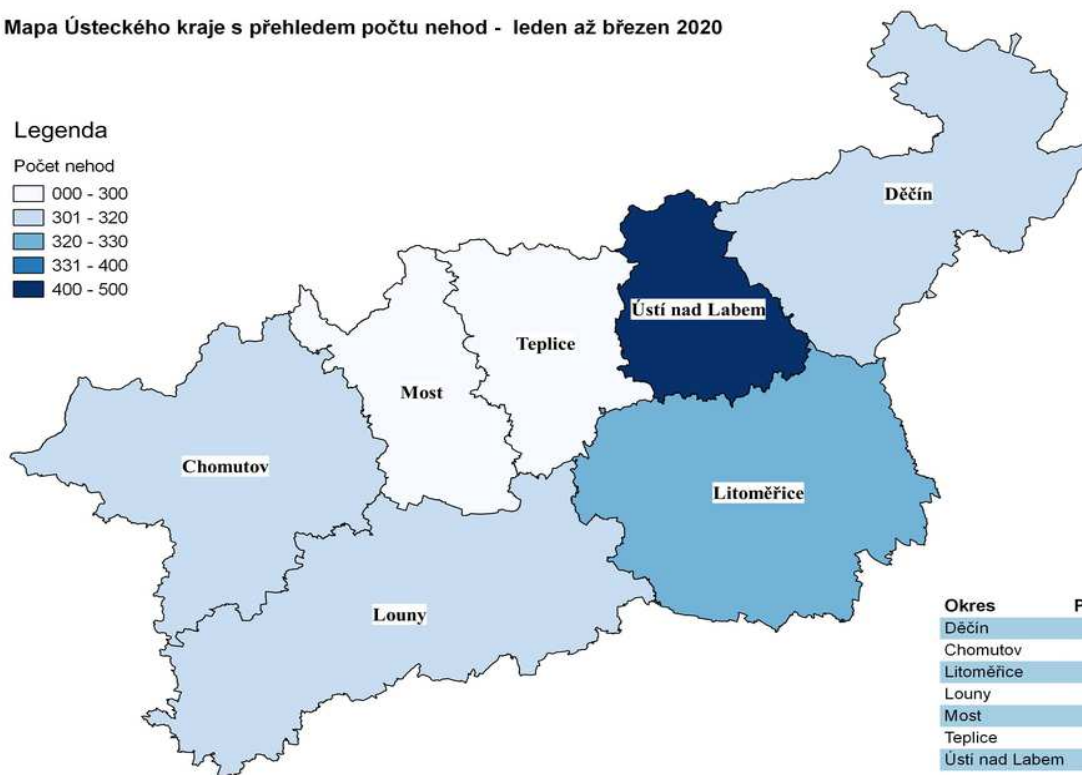 Mapa Ústeckého kraje s přehledem počtu nehod - leden až březen 2020
Legenda
Počet nehod
000 - 300
301 - 320
320 - 330
331 - 400
400 - 500
Děčín
Ústí nad Labem
Teplice
Most
Chomutov
Litoměřice
Louny
Okres P
Děčín
Chomutov
Litoměřice
Louny
Most
Teplice
Ústí nad Labem